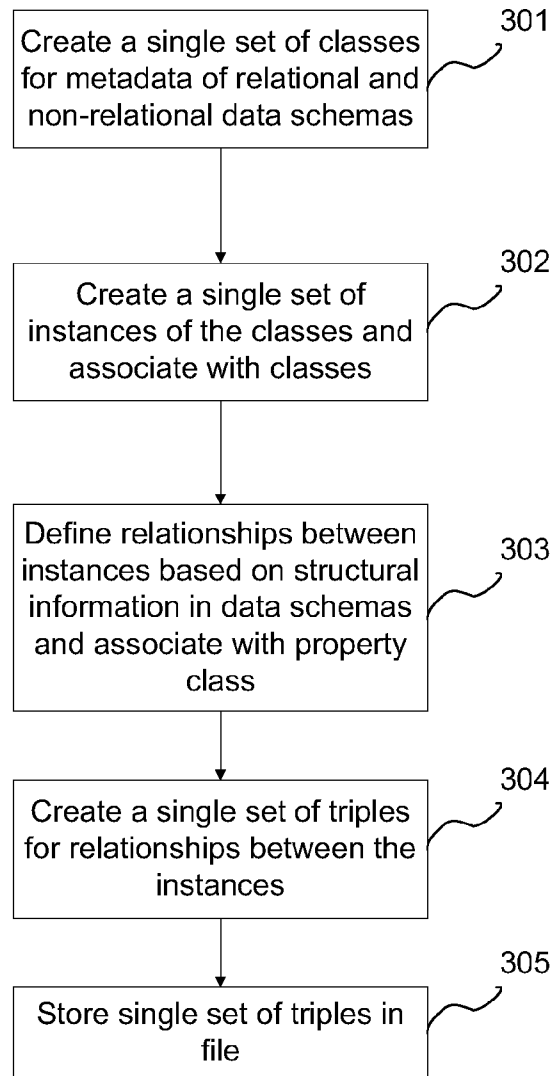 301
Create a single set of classes
for metadata of relational and
non-relational data schemas
302
Create a single set of
instances of the classes and
associate with classes
303
Define relationships between
instances based on structural
information in data schemas
and associate with property
class
304
Create a single set of triples
for relationships between the
instances
305
Store single set of triples in
file